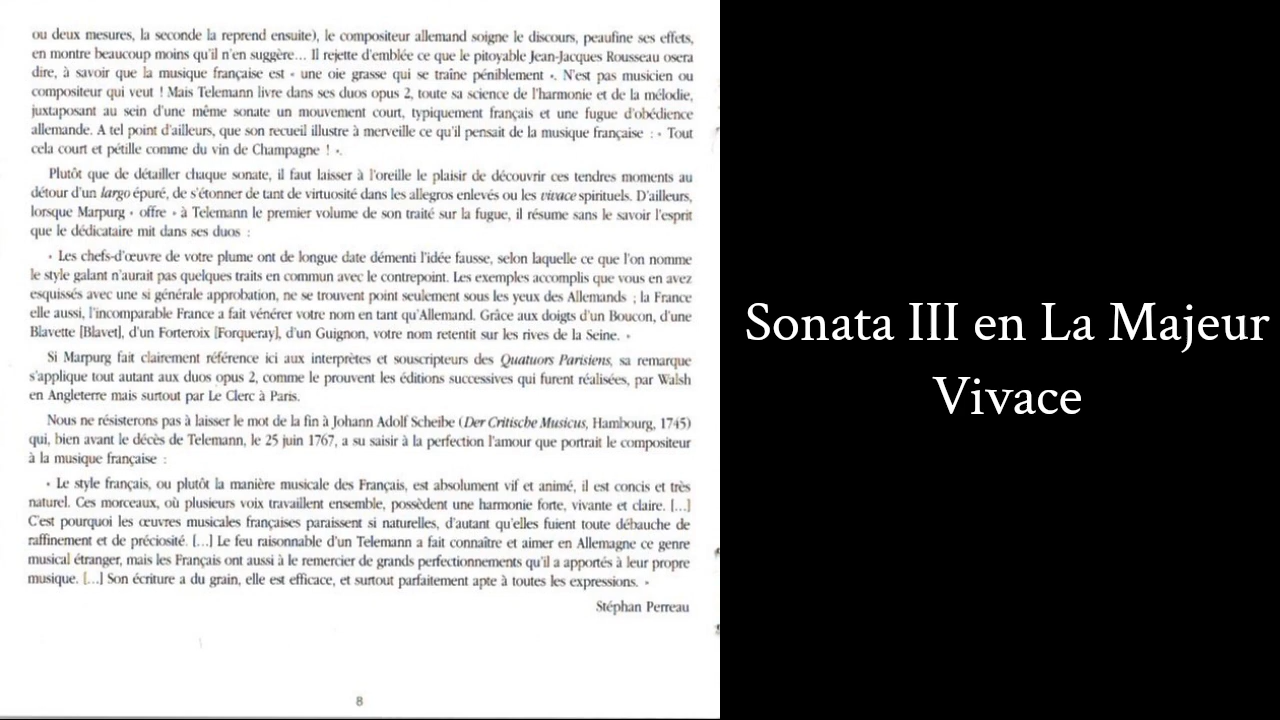 ou deux mesures, la seconde la reprend ensuite), le compositeur allemand soigne le discours, peaufine ses effets,
en montre beaucoup moins qu'il n'en suggère... Il rejette d'emblée ce que le pitoyable Jean-Jacques Rousseau osera
dire, à savoir que la musique française est « une oie grasse qui se traîne péniblement ». N'est pas musicien ou
compositeur qui veut ! Mais Telemann livre dans ses duos opus 2, toute sa science de l'harmonie et de la mélodie,
juxtaposant au sein d'une même sonate un mouvement court, typiquement français et une fugue d'obédience
allemande. A tel point d'ailleurs, que son recueil illustre à merveille ce qu'il pensait de la musique française : « Tout
cela court et pétille comme du vin de Champagne ! ».
Plutôt que de détailler chaque sonate, il faut laisser à l'oreille le plaisir de découvrir ces tendres moments au
détour d'un largo épuré, de s'étonner de tant de virtuosité dans les allegros enlevés ou les vivace spirituels. D'ailleurs,
lorsque Marpurg « offre » à Telemann le premier volume de son traité sur la fugue, il résume sans le savoir l'esprit
que le dédicataire mit dans ses duos :
« Les chefs-d'œuvre de votre plume ont de longue date démenti l'idée fausse, selon laquelle ce que l'on nomme
le style galant n'aurait pas quelques traits en commun avec le contrepoint. Les exemples accomplis que vous en avez
esquissés avec une si générale approbation, ne se trouvent point seulement sous les yeux des Allemands ; la France
elle aussi, l'incomparable France a fait vénérer votre nom en tant qu'Allemand. Grâce aux doigts d'un Boucon, d'une
Blavette [Blavet], d'un Forteroix [Forqueray], d'un Guignon, votre nom retentit sur les rives de la Seine. »
Si Marpurg fait clairement référence ici aux interprètes et souscripteurs des Quatuors Parisiens, sa remarque
s'applique tout autant aux duos opus 2, comme le prouvent les éditions successives qui furent réalisées, par Walsh
en Angleterre mais surtout par Le Clerc à Paris.
Nous ne résisterons pas à laisser le mot de la fin à Johann Adolf Scheibe (Der Critische Musicus, Hambourg, 1745)
qui, bien avant le décès de Telemann, le 25 juin 1767, a su saisir à la perfection l'amour que portrait le compositeur
à la musique française :
« Le style français, ou plutôt la manière musicale des Français, est absolument vif et animé, il est concis et très
naturel. Ces morceaux, où plusieurs voix travaillent ensemble, possèdent une harmonie forte, vivante et claire. [...]
C'est pourquoi les œuvres musicales françaises paraissent si naturelles, d'autant qu'elles fuient toute débauche de
raffinement et de préciosité. [...] Le feu raisonnable d'un Telemann a fait connaître et aimer en Allemagne ce genre
musical étranger, mais les Français ont aussi à le remercier de grands perfectionnements qu'il a apportés à leur propre
musique. [...] Son écriture a du grain, elle est efficace, et surtout parfaitement apte à toutes les expressions. »
Stéphan Perreau
8
Sonata III en La Majeur
Vivace